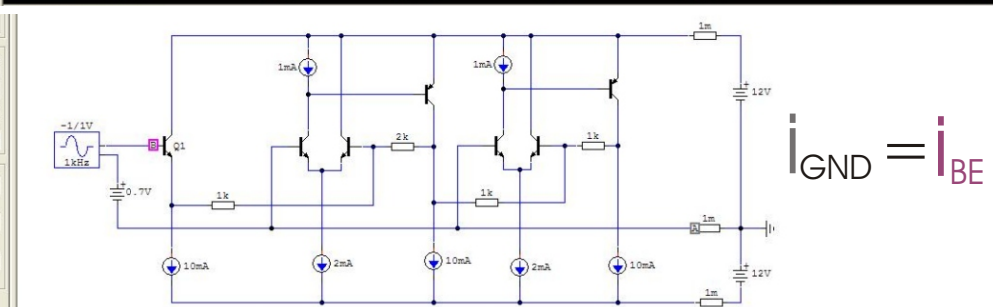 1m
1mA
1mA
12V
-1/1V
B
Q1
2k
1k
1kHz
0.7V
1k
1k
A
1m
10mA
2mA
10mA
2mA
10mA
12V
1m
iGND = iBE